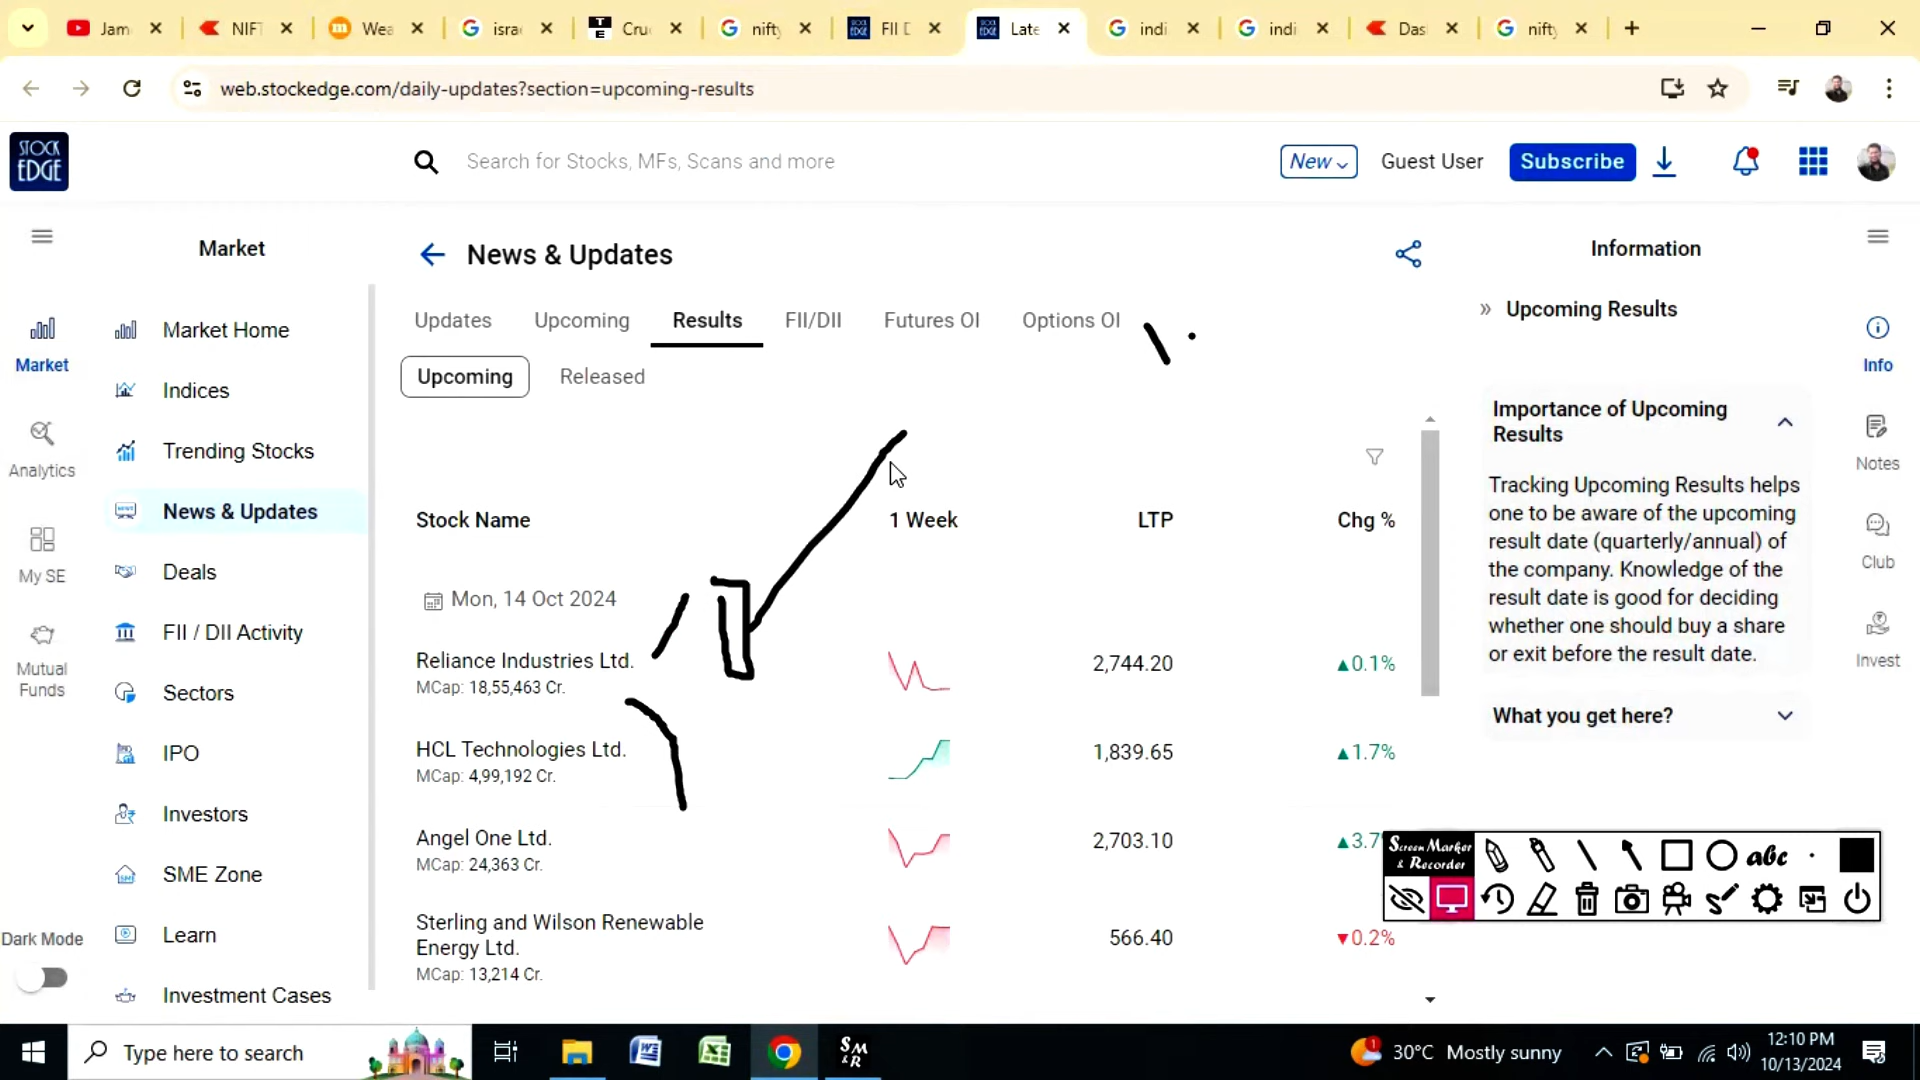 Jam
NIFT
Wea
isra
Cru
nifty
FII D
Late
indi
indi
Das
nifty
web.stockedge.com/daily-updates?section=upcoming-results
STOCK
EDGE
Search for Stocks, MFs, Scans and more
New
Guest User
Subscribe
Market
News & Updates
Information
Updates
Upcoming
Results
FII/DII
Futures OI
Options OI
Upcoming
Released
Upcoming Results
Market
Analytics
My SE
Mutual
Funds
Dark Mode
Market Home
Indices
Trending Stocks
News & Updates
Deals
FII / DII Activity
Sectors
IPO
Investors
SME Zone
Learn
Investment Cases
Stock Name 1 Week LTP Chg %
Mon, 14 Oct 2024
Reliance Industries Ltd. 2,744.20 ▲0.1%
MCap: 18,55,463 Cr.
HCL Technologies Ltd. 1,839.65 ▲1.7%
MCap: 4,99,192 Cr.
Angel One Ltd. 2,703.10 ▲3.7
MCap: 24,363 Cr.
Sterling and Wilson Renewable
Energy Ltd. 566.40 ▼0.2%
MCap: 13,214 Cr.
Importance of Upcoming
Results
Tracking Upcoming Results helps
one to be aware of the upcoming
result date (quarterly/annual) of
the company. Knowledge of the
result date is good for deciding
whether one should buy a share
or exit before the result date.
What you get here?
Info
Notes
Club
Invest
Screen Marker
& Recorder
abc
Type here to search
S M
& R
30°C Mostly sunny
12:10 PM
10/13/2024